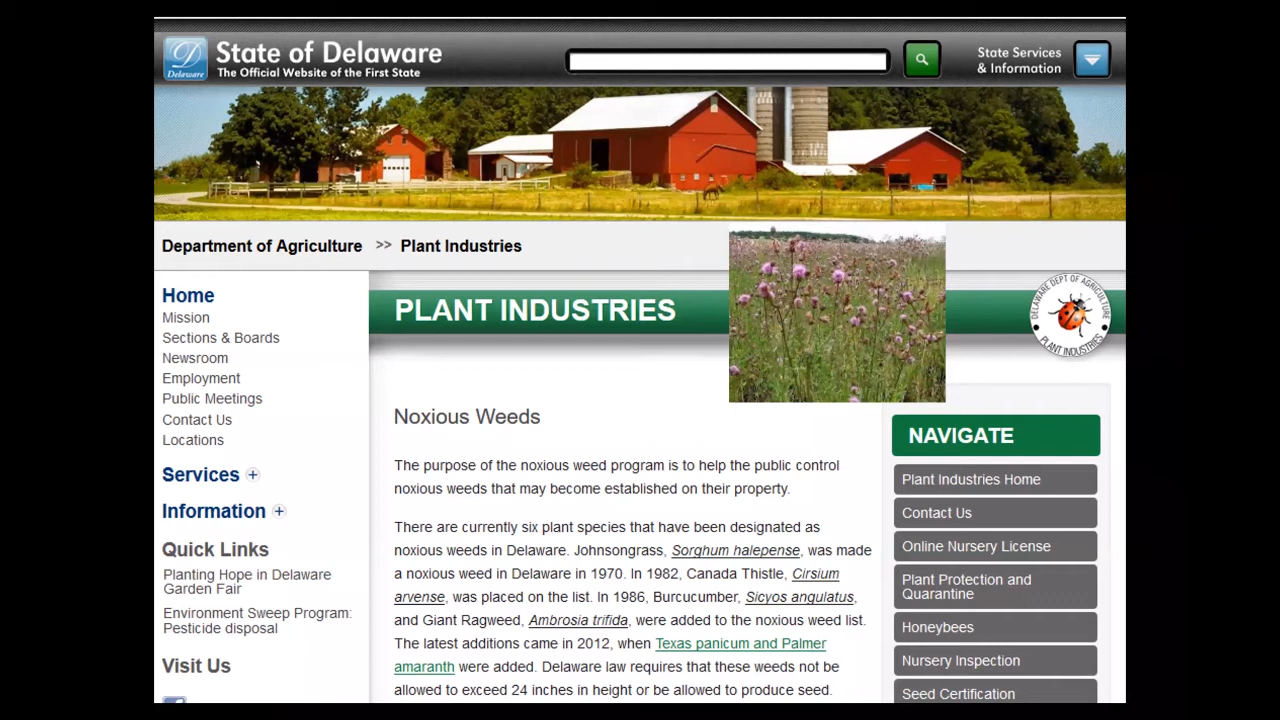 State of Delaware
The Official Website of the First State
Delaware
State Services
& Information
Department of Agriculture >> Plant Industries
Home
Mission
Sections & Boards
Newsroom
Employment
Public Meetings
Contact Us
Locations
Services +
Information +
Quick Links
Planting Hope in Delaware
Garden Fair
Environment Sweep Program:
Pesticide disposal
Visit Us
PLANT INDUSTRIES
DELAWARE DEPT OF AGRICULTURE
PLANT INDUSTRIES
Noxious Weeds
The purpose of the noxious weed program is to help the public control
noxious weeds that may become established on their property.
There are currently six plant species that have been designated as
noxious weeds in Delaware. Johnsongrass, Sorghum halepense, was made
a noxious weed in Delaware in 1970. In 1982, Canada Thistle, Cirsium
arvense, was placed on the list. In 1986, Burcucumber, Sicyos angulatus,
and Giant Ragweed, Ambrosia trifida, were added to the noxious weed list.
The latest additions came in 2012, when Texas panicum and Palmer
amaranth were added. Delaware law requires that these weeds not be
allowed to exceed 24 inches in height or be allowed to produce seed.
NAVIGATE
Plant Industries Home
Contact Us
Online Nursery License
Plant Protection and
Quarantine
Honeybees
Nursery Inspection
Seed Certification